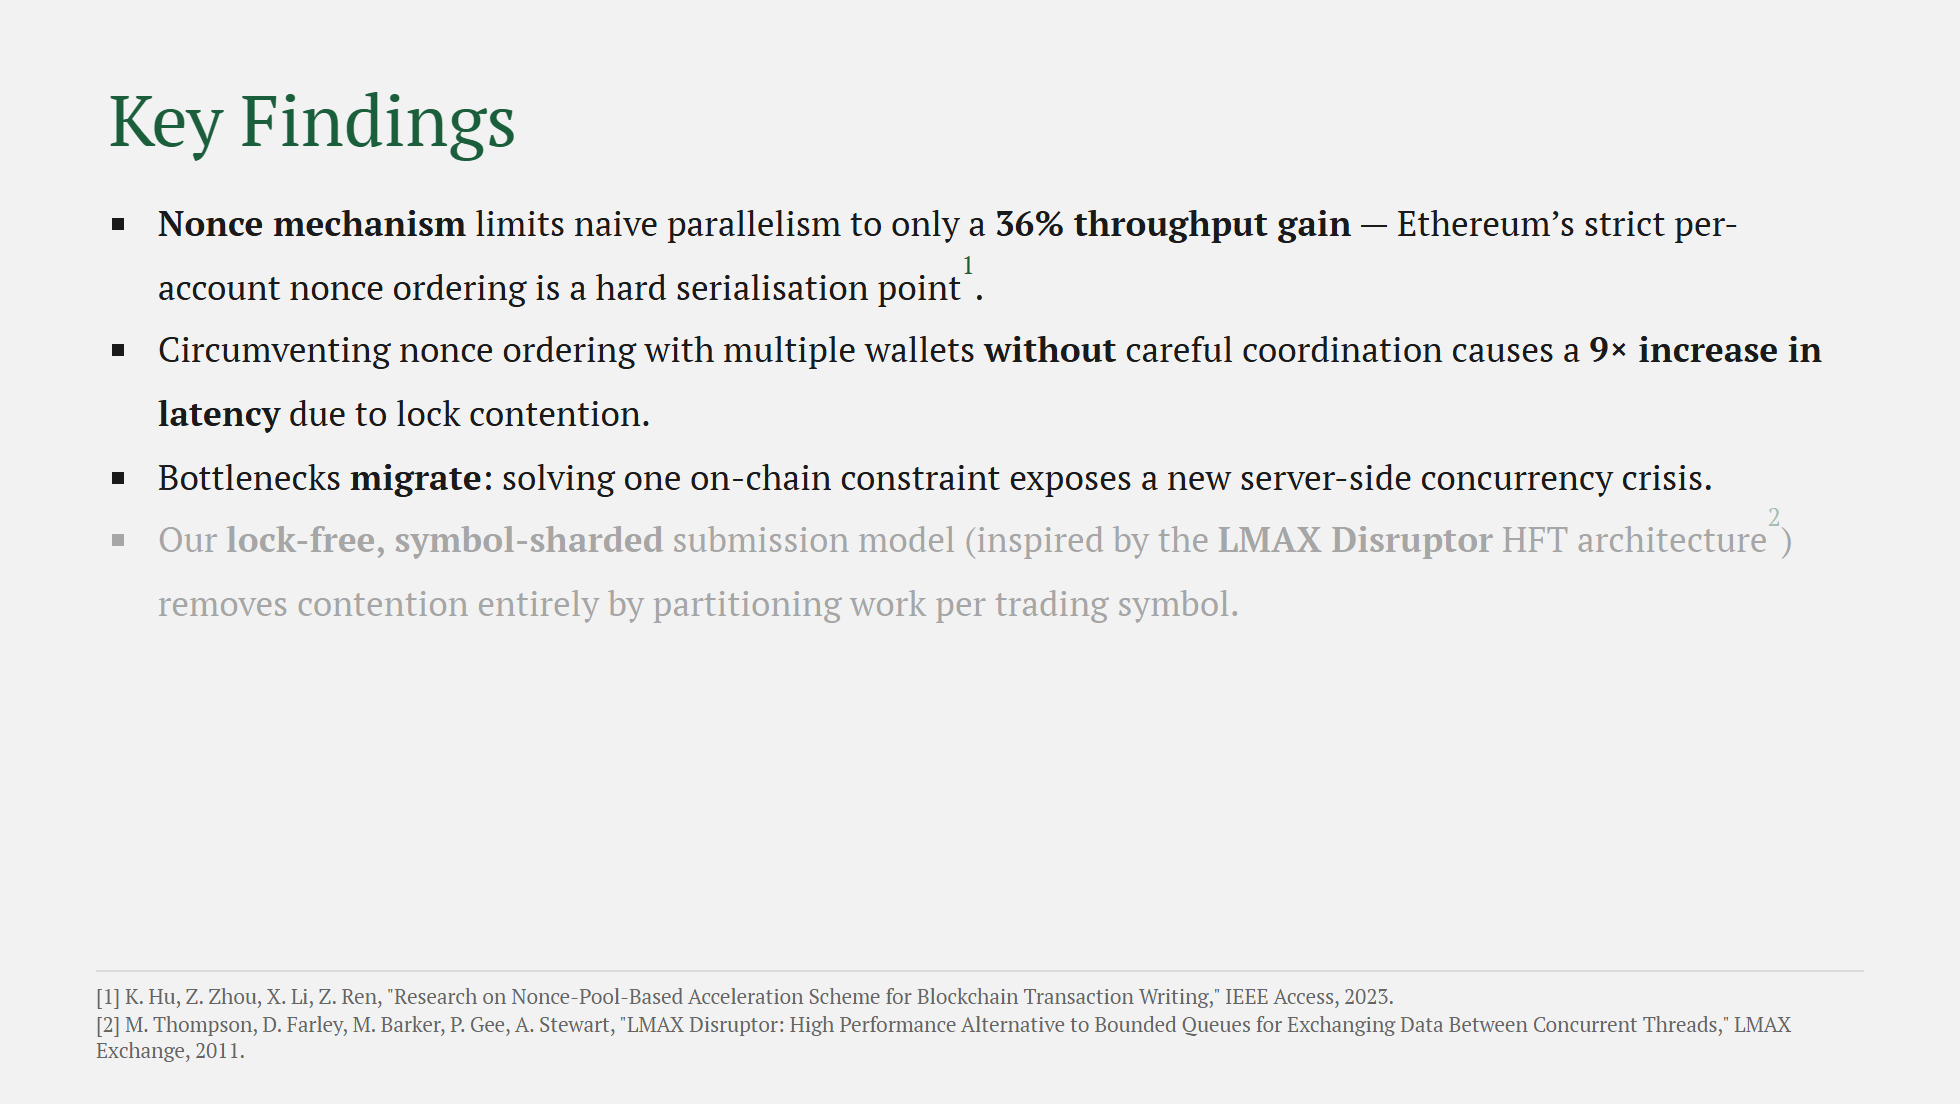 Key Findings
▪ Nonce mechanism limits naive parallelism to only a 36% throughput gain — Ethereum’s strict per-
account nonce ordering is a hard serialisation point1.
▪ Circumventing nonce ordering with multiple wallets without careful coordination causes a 9× increase in
latency due to lock contention.
▪ Bottlenecks migrate: solving one on-chain constraint exposes a new server-side concurrency crisis.
▪ Our lock-free, symbol-sharded submission model (inspired by the LMAX Disruptor HFT architecture2)
removes contention entirely by partitioning work per trading symbol.
[1] K. Hu, Z. Zhou, X. Li, Z. Ren, "Research on Nonce-Pool-Based Acceleration Scheme for Blockchain Transaction Writing," IEEE Access, 2023.
[2] M. Thompson, D. Farley, M. Barker, P. Gee, A. Stewart, "LMAX Disruptor: High Performance Alternative to Bounded Queues for Exchanging Data Between Concurrent Threads," LMAX
Exchange, 2011.